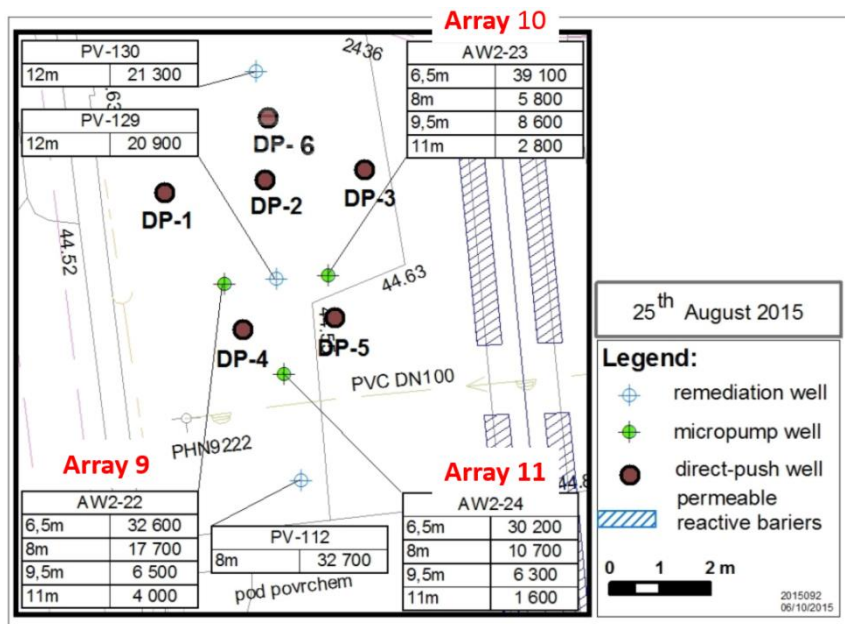 Array 10
PV-130
12m 21 300
2436
AW2-23
6,5m 39 100
8m 5 800
9,5m 8 600
11m 2 800
.63
PV-129
12m 20 900
DP- 6
DP-1
DP-2
DP-3
44.52
44.63
DP-4
DP-5
PVC DN100
PHN9222
44.8
Array 9
AW2-22
6,5m 32 600
8m 17 700
9,5m 6 500
11m 4 000
PV-112
8m 32 700
pod povrchem
Array 11
AW2-24
6,5m 30 200
8m 10 700
9,5m 6 300
11m 1 600
25th August 2015
Legend:
remediation well
micropump well
direct-push well
permeable
reactive bariers
0 1 2 m
2015092
06/10/2015